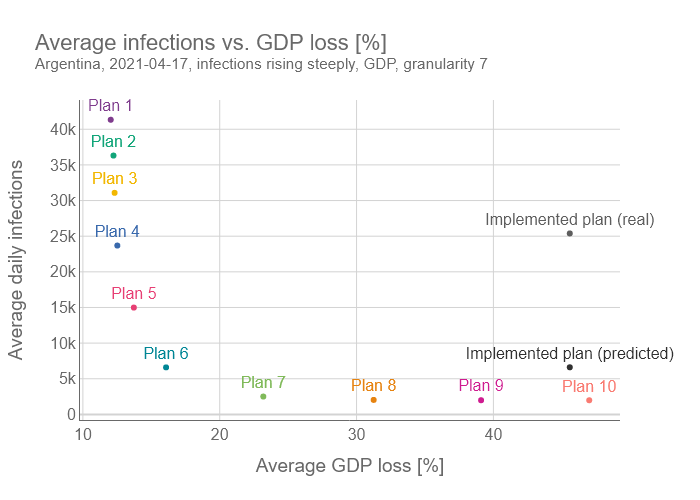 Average infections vs. GDP loss [%]
Argentina, 2021-04-17, infections rising steeply, GDP, granularity 7
Average daily infections
40k
35k
30k
25k
20k
15k
10k
5k
0
Plan 1
Plan 2
Plan 3
Plan 4
Plan 5
Plan 6
Plan 7
Plan 8
Plan 9
Plan 10
Implemented plan (real)
Implemented plan (predicted)
10
20
30
40
Average GDP loss [%]